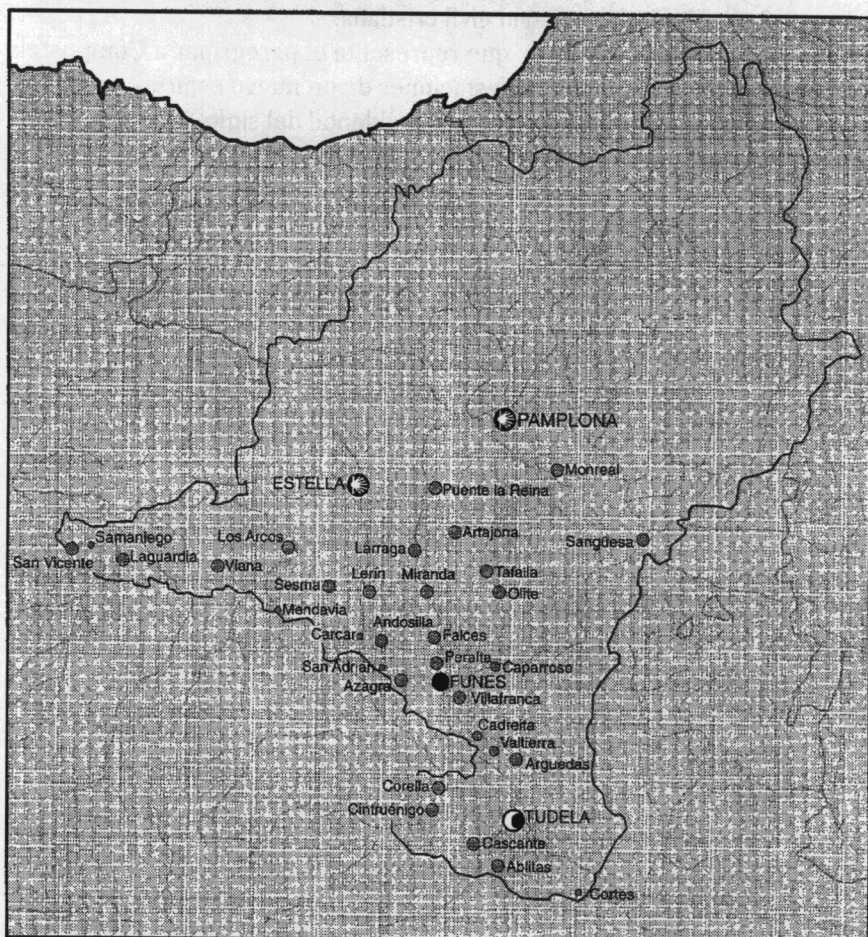 PAMPLONA
Monreal
ESTELLA
Puente la Reina
Artajona
Sangüesa
Samaniego
San Vicente
Laguardia
Los Arcos
Viana
Lárraga
Tafalla
Sesma
Lerín
Miranda
Olite
Mendavia
Andosilla
Carcar
Falces
Peralta
San Adrián
Caparroso
Azagra
FUNES
Villafranca
Cadreita
Valtierra
Arguedas
Corella
Cintruénigo
TUDELA
Cascante
Ablitas
Cortes